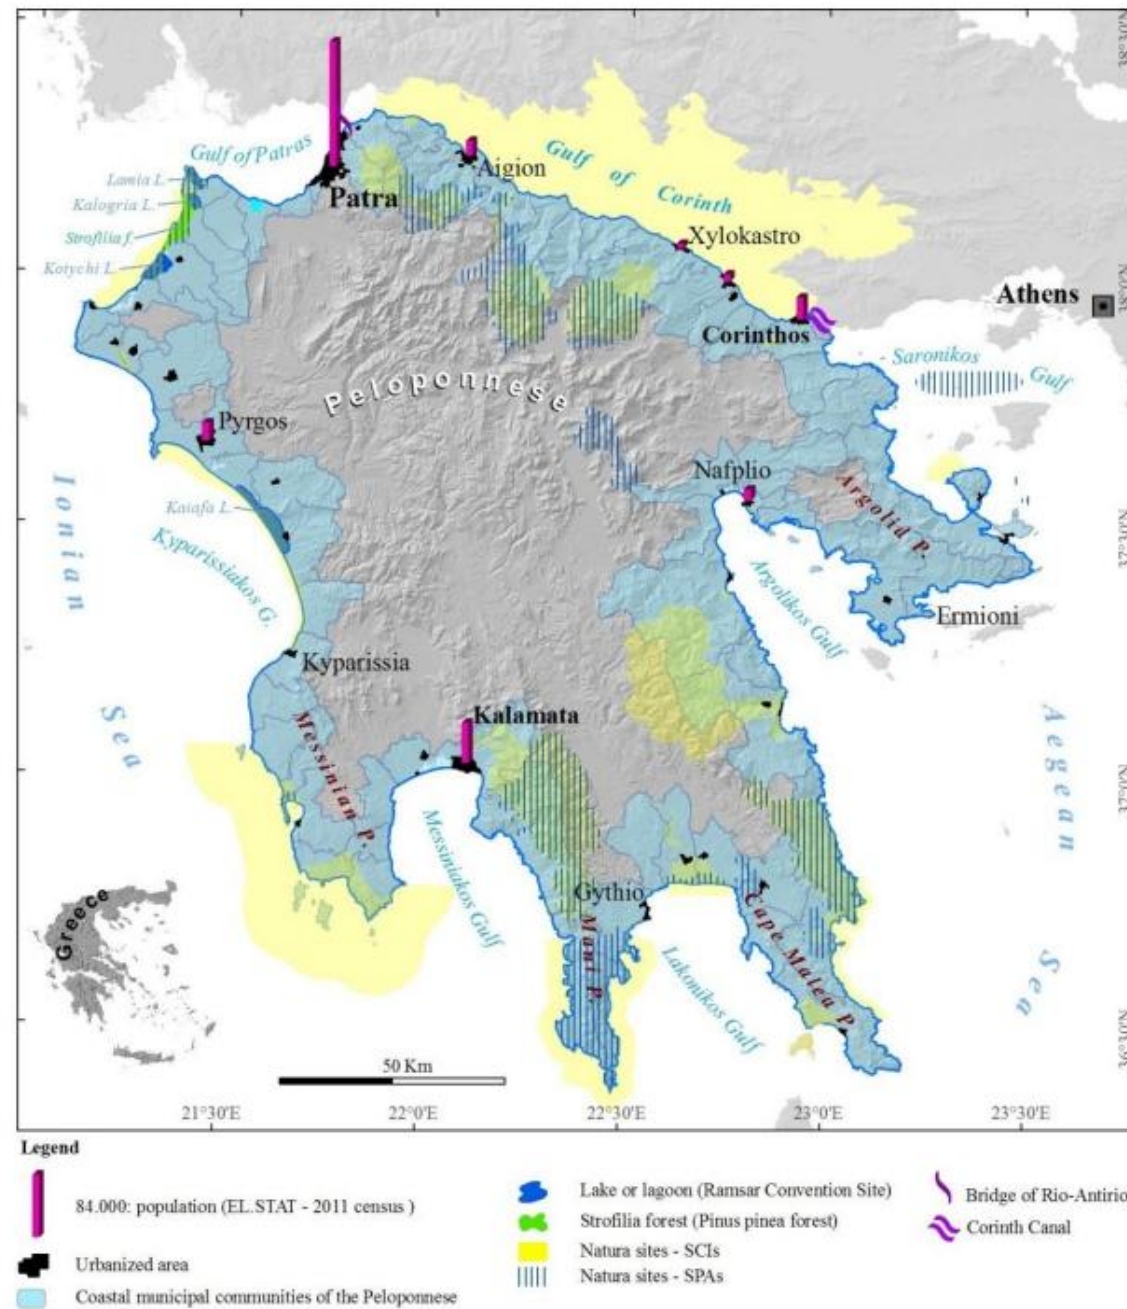 Gulf of Patras
Lamia L.
Kalogria L.
Strofilia f.
Kotychi L.
Patra
Aigion
Gulf of Corinth
Xylokastro
Athens
Corinthos
Saronikos Gulf
Peloponnese
Pyrgos
Nafplio
Argolid P.
Ionian Sea
Kaiafa L.
Kyparissiakos G.
Argolikos Gulf
Ermioni
Kyparissia
Kalamata
Messinian P.
Messiniakos Gulf
Aegean Sea
Gythio
Mani P.
Cape Malea P.
Lakonikos Gulf
Greece
50 Km
21°30'E
22°0'E
22°30'E
23°0'E
23°30'E
Legend
84.000: population (EL.STAT - 2011 census )
Urbanized area
Coastal municipal communities of the Peloponnese
Lake or lagoon (Ramsar Convention Site)
Strofilia forest (Pinus pinea forest)
Natura sites - SCIs
Natura sites - SPAs
Bridge of Rio-Antirio
Corinth Canal